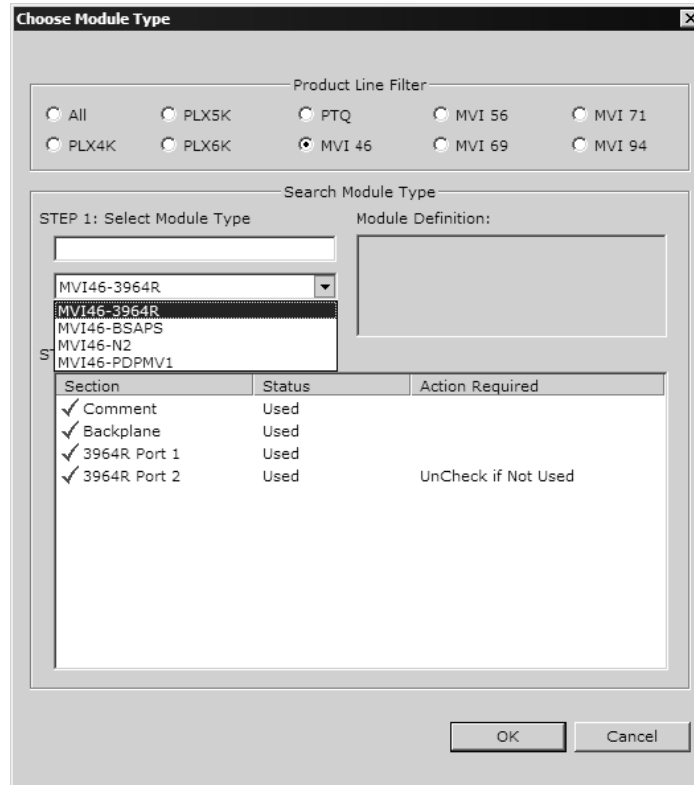 Choose Module Type
Product Line Filter
All PLX5K PTQ MVI 56 MVI 71
PLX4K PLX6K MVI 46 MVI 69 MVI 94
Search Module Type
STEP 1: Select Module Type Module Definition:
MVI46-3964R
MVI46-3964R
MVI46-BSAPS
MVI46-N2
MVI46-PDPMV1
Section Status Action Required
Comment Used
Backplane Used
3964R Port 1 Used
3964R Port 2 Used UnCheck if Not Used
OK Cancel